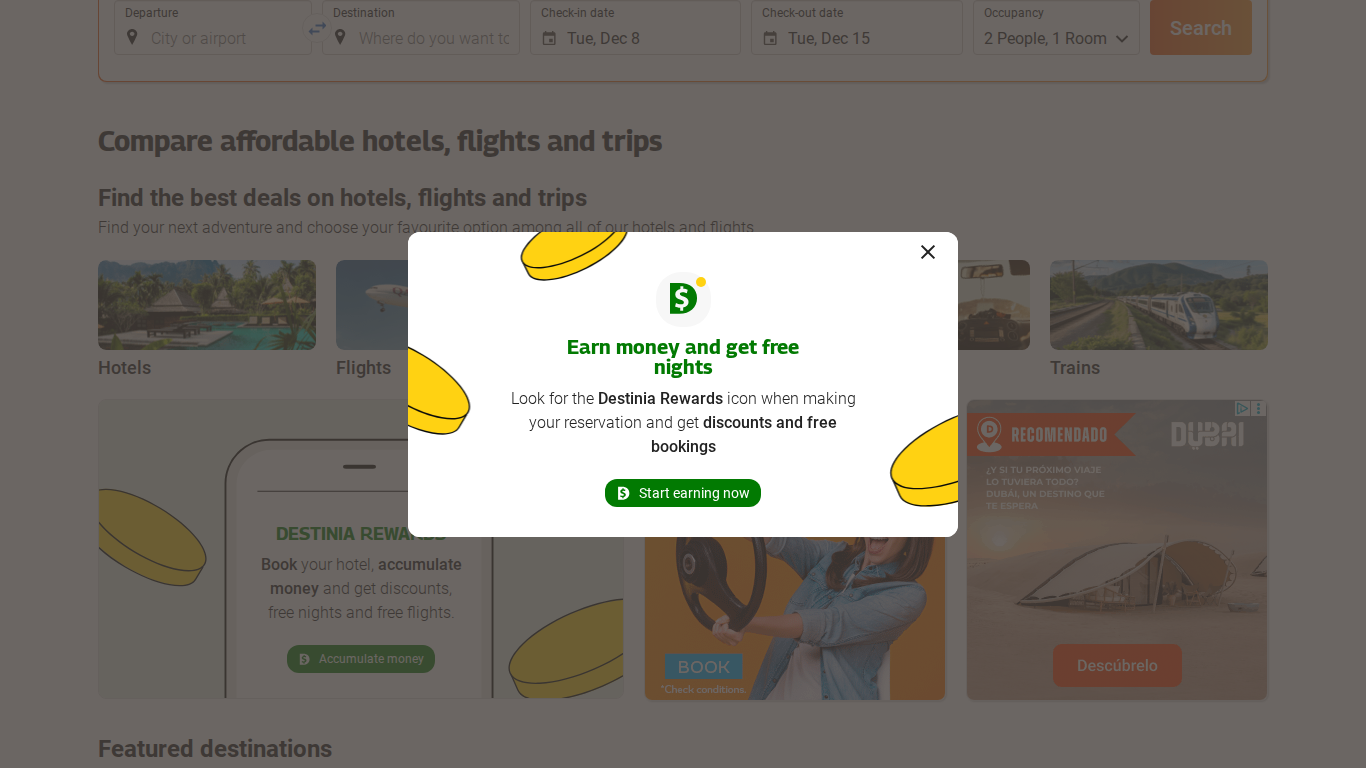 Departure
Destination
Check-in date
Check-out date
Occupancy
City or airport
Where do you want to
Tue, Dec 8
Tue, Dec 15
2 People, 1 Room
Search
Compare affordable hotels, flights and trips
Find the best deals on hotels, flights and trips
Find your next adventure and choose your favourite option among all of our hotels and flights.
Earn money and get free
nights
Look for the Destinia Rewards icon when making
your reservation and get discounts and free
bookings
Start earning now
Hotels
Flights
Trains
DESTINIA REWARDS
Book your hotel, accumulate
money and get discounts,
free nights and free flights.
Accumulate money
BOOK
*Check conditions.
RECOMENDADO
DUBAI
¿Y SI TU PRÓXIMO VIAJE
LO TUVIERA TODO?
DUBÁI, UN DESTINO QUE
TE ESPERA
Descúbrelo
Featured destinations